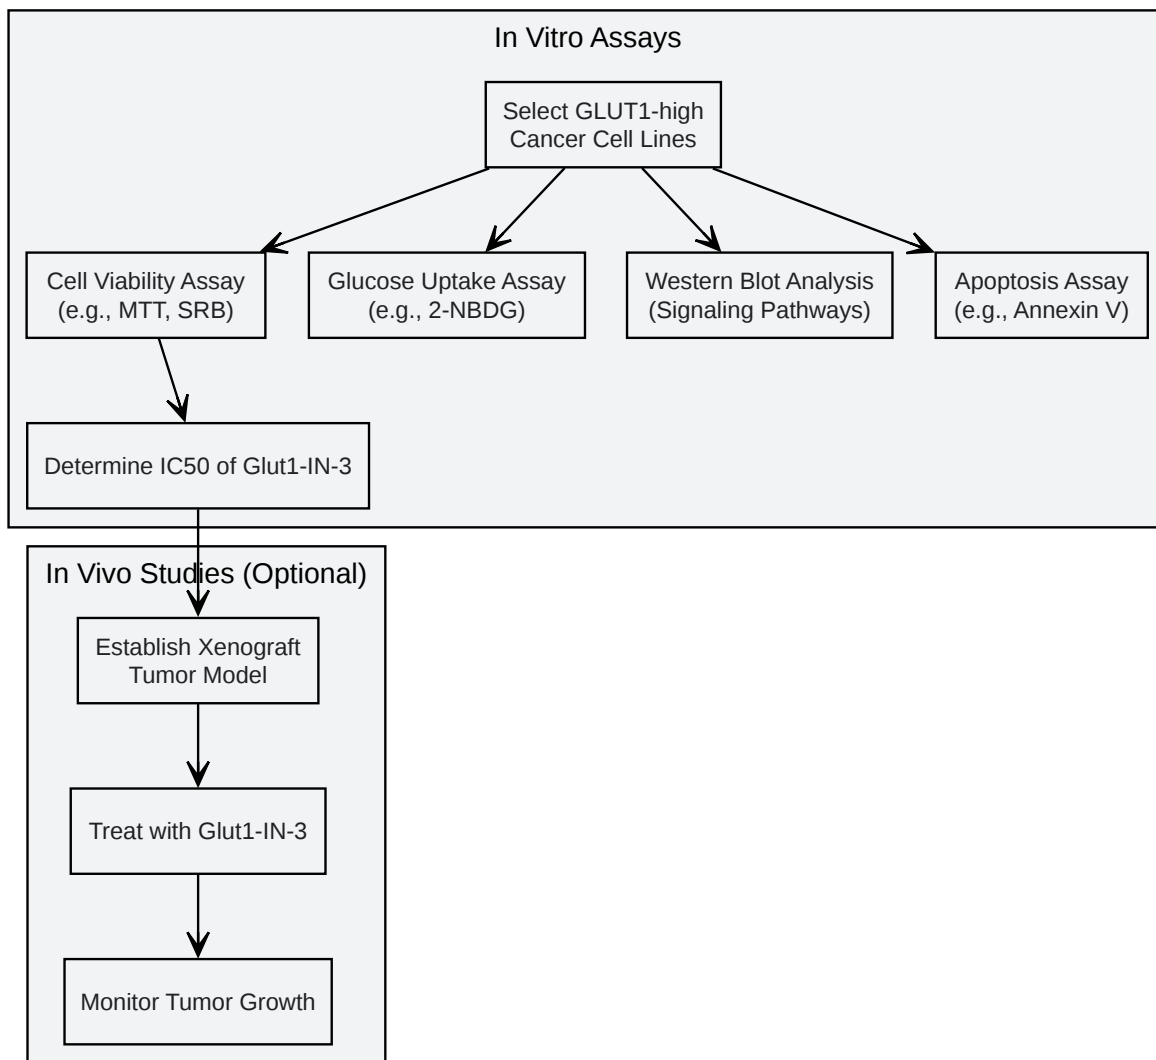 In Vitro Assays
Select GLUT1-high
Cancer Cell Lines
Cell Viability Assay
(e.g., MTT, SRB)
Glucose Uptake Assay
(e.g., 2-NBDG)
Western Blot Analysis
(Signaling Pathways)
Apoptosis Assay
(e.g., Annexin V)
Determine IC50 of Glut1-IN-3
In Vivo Studies (Optional)
Establish Xenograft
Tumor Model
Treat with Glut1-IN-3
Monitor Tumor Growth